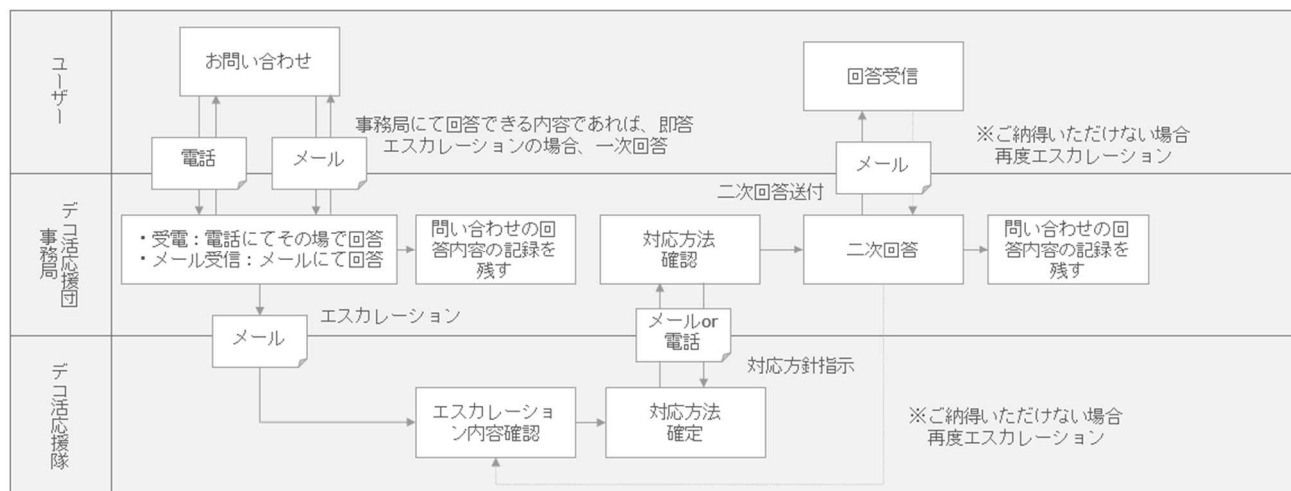 ユーザー
お問い合わせ
電話
メール
事務局にて回答できる内容であれば、即答
エスカレーションの場合、一次回答
回答受信
メール
※ご納得いただけない場合
再度エスカレーション
二次回答送付
デコ活応援団
事務局
・受電：電話にてその場で回答
・メール受信：メールにて回答
問い合わせの回
答内容の記録を
残す
対応方法
確認
二次回答
問い合わせの回
答内容の記録を
残す
エスカレーション
メール
メールor
電話
対応方針指示
デコ活応援隊
エスカレーショ
ン内容確認
対応方法
確定
※ご納得いただけない場合
再度エスカレーション